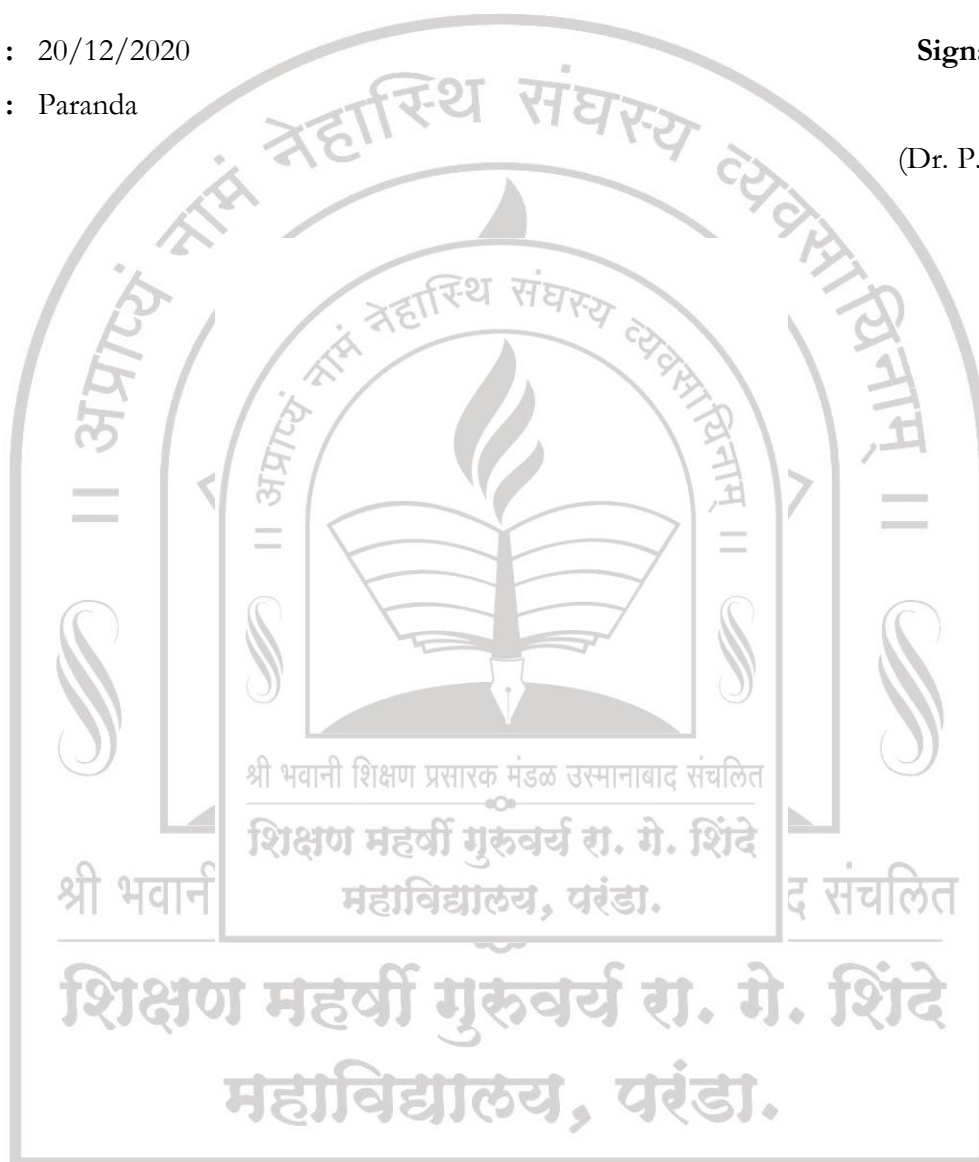 : 20/12/2020
Sign
: Paranda
(Dr. P.
॥ अप्राप्यं नामं नेहास्थि संघस्य व्यवसायिनाम् ॥
॥ अप्राप्यं नामं नेहास्थि संघस्य व्यवसायिनाम् ॥
श्री भवानी शिक्षण प्रसारक मंडळ उस्मानाबाद संचलित
शिक्षण महर्षी गुरुवर्य रा. गे. शिंदे
महाविद्यालय, परंडा.
श्री भवानी
द संचलित
शिक्षण महर्षी गुरुवर्य रा. गे. शिंदे
महाविद्यालय, परंडा.